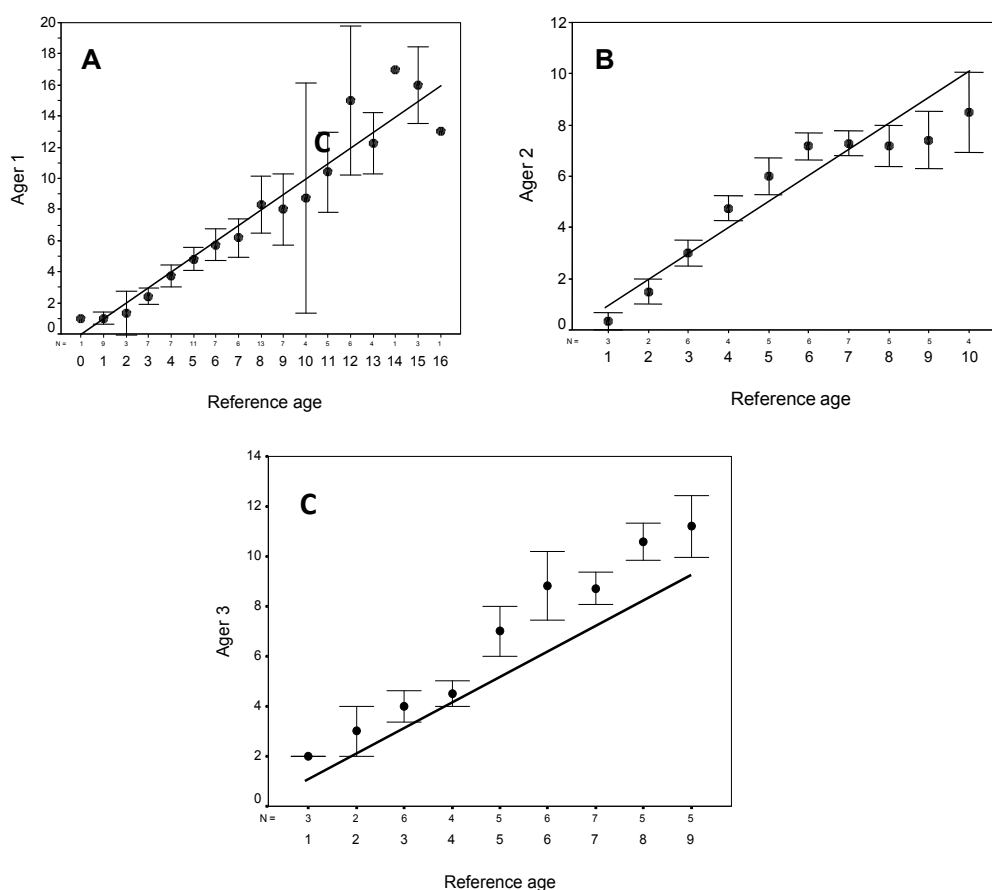 A
Ager 1
20
18
16
14
12
10
8
6
4
2
0
C
N = 1 9 3 7 7 11 7 6 13 7 4 5 6 4 1 3 1
0 1 2 3 4 5 6 7 8 9 10 11 12 13 14 15 16
Reference age
B
Ager 2
12
10
8
6
4
2
0
N = 3 2 6 4 5 6 7 5 5 4
1 2 3 4 5 6 7 8 9 10
Reference age
C
Ager 3
14
12
10
8
6
4
2
0
N = 3 2 6 4 5 6 7 5 5
1 2 3 4 5 6 7 8 9
Reference age